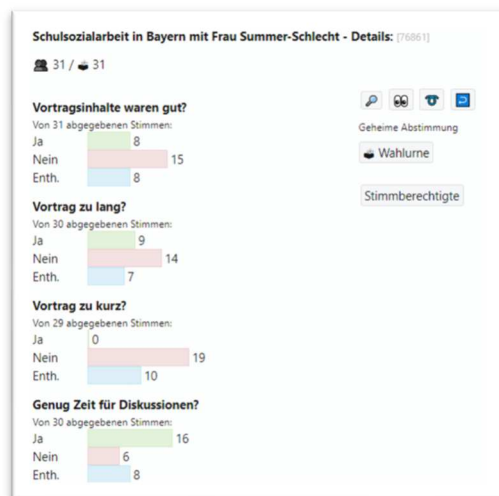 Schulsozialarbeit in Bayern mit Frau Summer-Schlecht - Details: [76861]
31 / 31
Vortragsinhalte waren gut?
Von 31 abgegebenen Stimmen:
Ja 8
Nein 15
Enth. 8
Geheime Abstimmung
Wahlurne
Stimmberechtigte
Vortrag zu lang?
Von 30 abgegebenen Stimmen:
Ja 9
Nein 14
Enth. 7
Vortrag zu kurz?
Von 29 abgegebenen Stimmen:
Ja 0
Nein 19
Enth. 10
Genug Zeit für Diskussionen?
Von 30 abgegebenen Stimmen:
Ja 16
Nein 6
Enth. 8